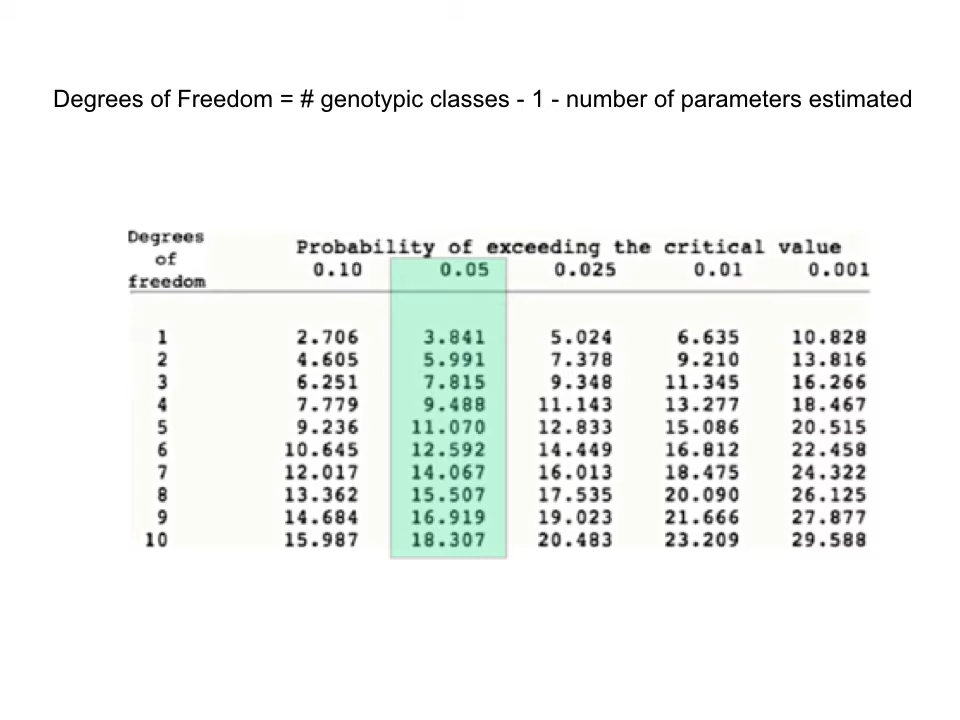 Degrees of Freedom = # genotypic classes - 1 - number of parameters estimated
Degrees of freedom
Probability of exceeding the critical value
0.10 0.05 0.025 0.01 0.001
1 2.706 3.841 5.024 6.635 10.828
2 4.605 5.991 7.378 9.210 13.816
3 6.251 7.815 9.348 11.345 16.266
4 7.779 9.488 11.143 13.277 18.467
5 9.236 11.070 12.833 15.086 20.515
6 10.645 12.592 14.449 16.812 22.458
7 12.017 14.067 16.013 18.475 24.322
8 13.362 15.507 17.535 20.090 26.125
9 14.684 16.919 19.023 21.666 27.877
10 15.987 18.307 20.483 23.209 29.588